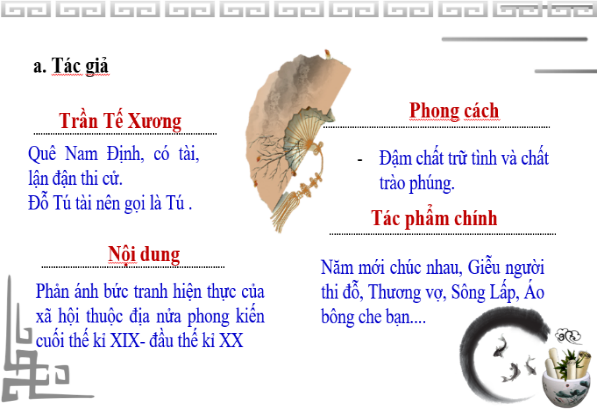 a. Tác giả
Trần Tế Xương
Quê Nam Định, có tài,
lận đận thi cử.
Đỗ Tú tài nên gọi là Tú .
Nội dung
Phản ánh bức tranh hiện thực của
xã hội thuộc địa nửa phong kiến
cuối thế kỉ XIX- đầu thế kỉ XX
Phong cách
- Đậm chất trữ tình và chất
trào phúng.
Tác phẩm chính
Năm mới chúc nhau, Giễu người
thi đỗ, Thương vợ, Sông Lấp, Áo
bông che bạn....